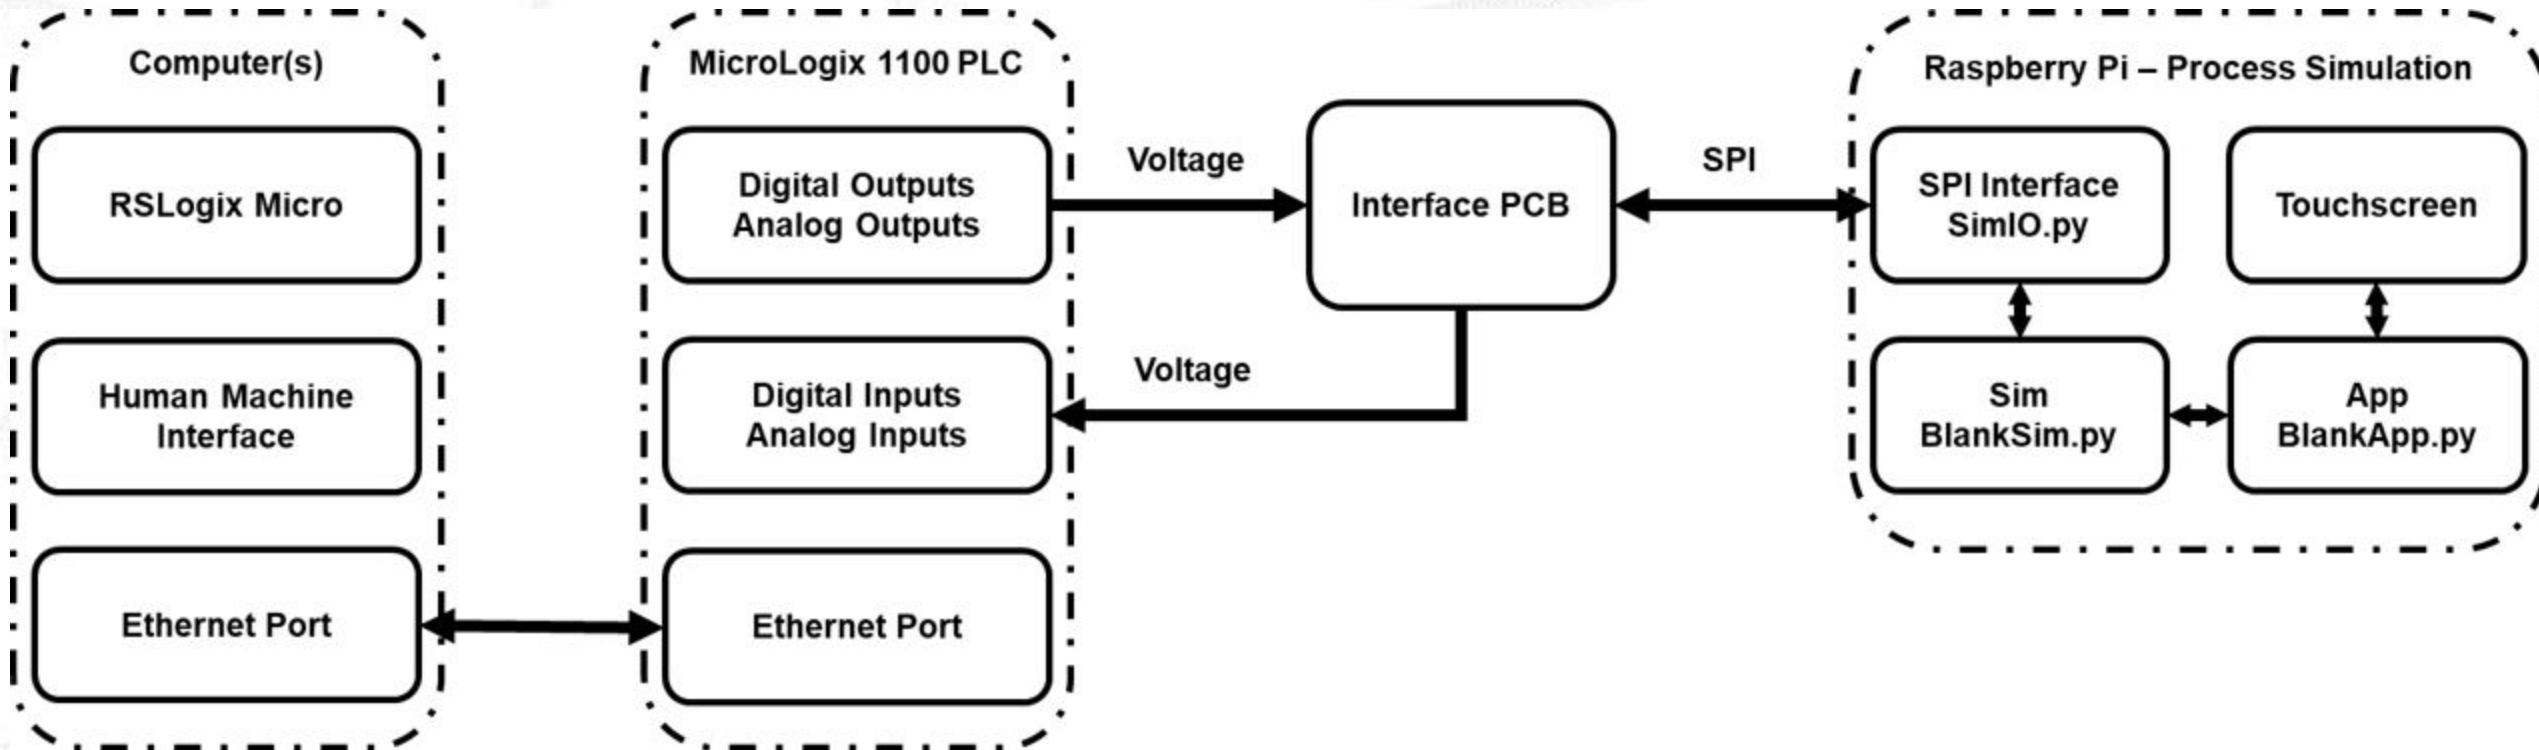 Computer(s)
RSLogix Micro
Human Machine
Interface
Ethernet Port
MicroLogix 1100 PLC
Digital Outputs
Analog Outputs
Digital Inputs
Analog Inputs
Ethernet Port
Voltage
Voltage
Interface PCB
SPI
Raspberry Pi – Process Simulation
SPI Interface
SimIO.py
Touchscreen
Sim
BlankSim.py
App
BlankApp.py